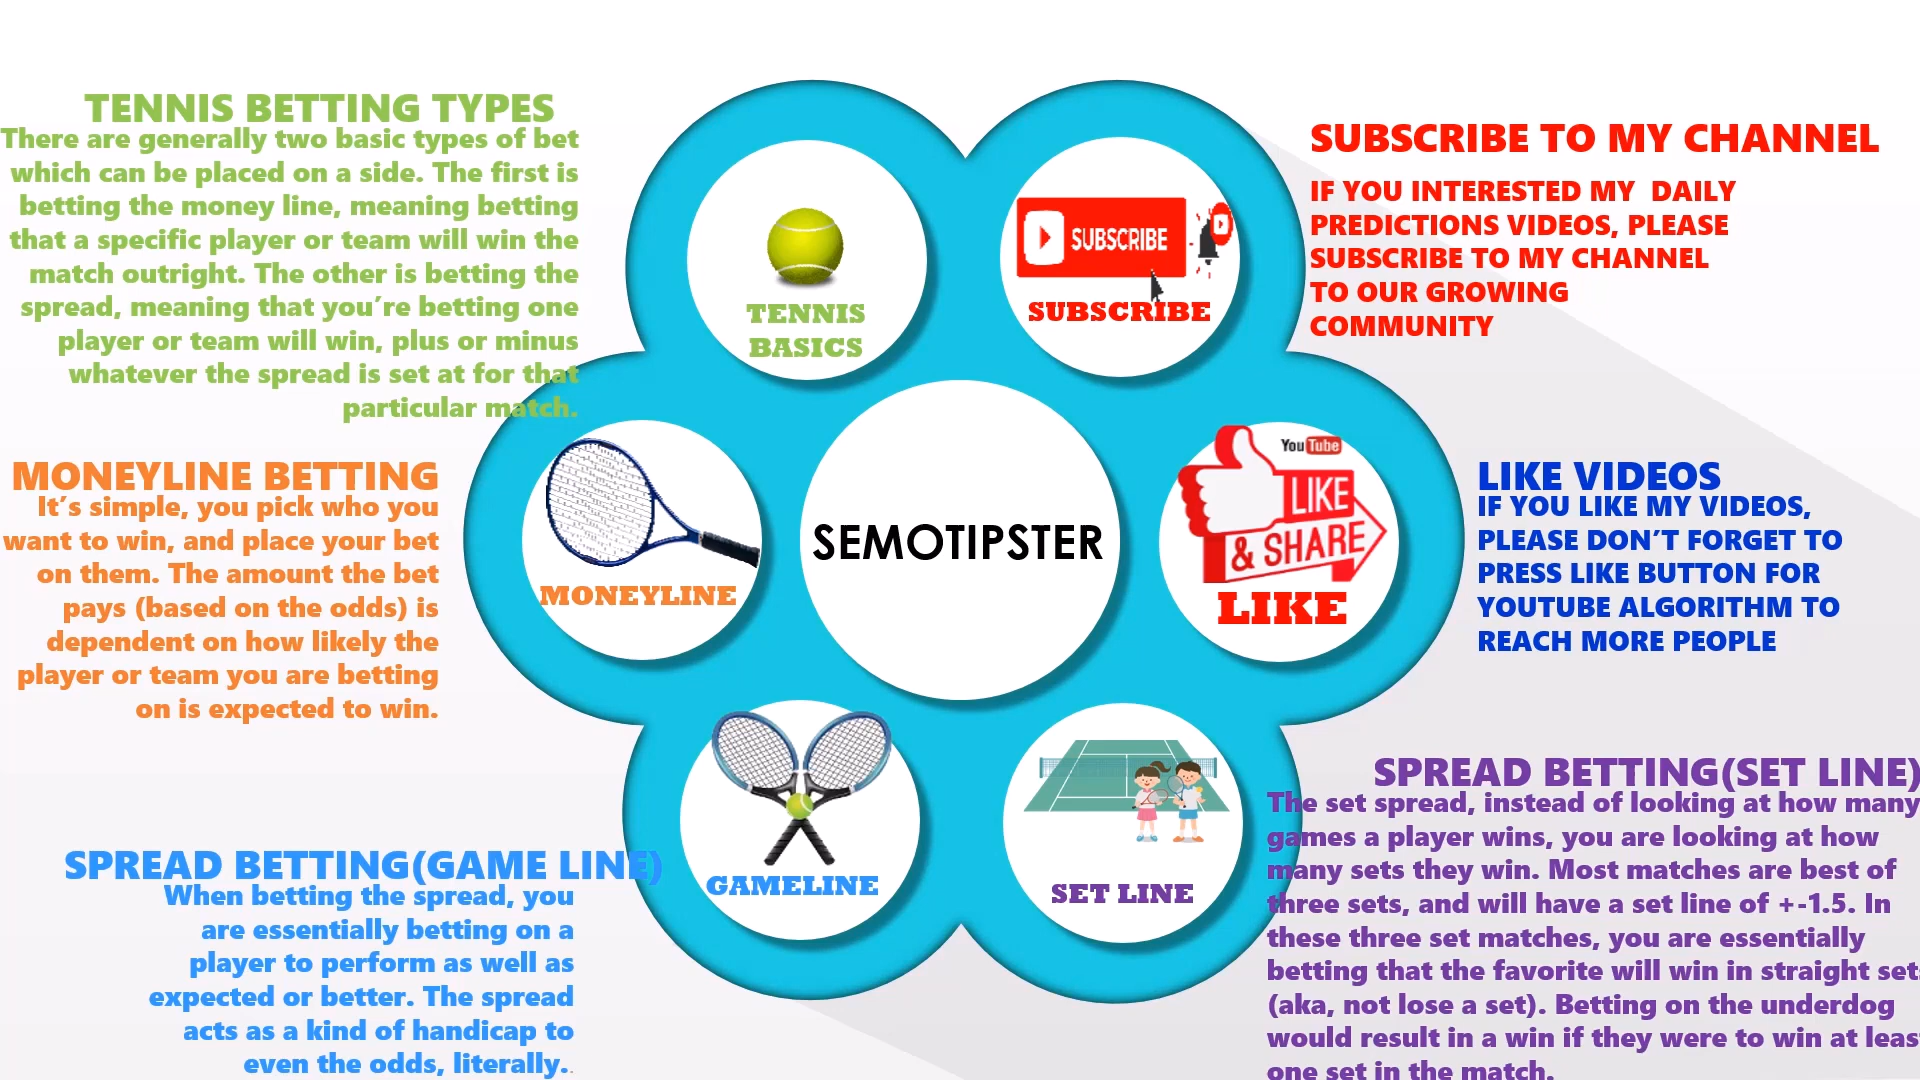 TENNIS BETTING TYPES
There are generally two basic types of bet
which can be placed on a side. The first is
betting the money line, meaning betting
that a specific player or team will win the
match outright. The other is betting the
spread, meaning that you're betting one
player or team will win, plus or minus
whatever the spread is set at for that
particular match.
MONEYLINE BETTING
It's simple, you pick who you
want to win, and place your bet
on them. The amount the bet
pays (based on the odds) is
dependent on how likely the
player or team you are betting
on is expected to win.
SPREAD BETTING(GAME LINE)
When betting the spread, you
are essentially betting on a
player to perform as well as
expected or better. The spread
acts as a kind of handicap to
even the odds, literally..
TENNIS
BASICS
SUBSCRIBE
SUBSCRIBE
MONEYLINE
SEMOTIPSTER
YouTube
LIKE
& SHARE
LIKE
GAMELINE
SET LINE
SUBSCRIBE TO MY CHANNEL
IF YOU INTERESTED MY DAILY
PREDICTIONS VIDEOS, PLEASE
SUBSCRIBE TO MY CHANNEL
TO OUR GROWING
COMMUNITY
LIKE VIDEOS
IF YOU LIKE MY VIDEOS,
PLEASE DON'T FORGET TO
PRESS LIKE BUTTON FOR
YOUTUBE ALGORITHM TO
REACH MORE PEOPLE
SPREAD BETTING(SET LINE)
The set spread, instead of looking at how many
games a player wins, you are looking at how
many sets they win. Most matches are best of
three sets, and will have a set line of +-1.5. In
these three set matches, you are essentially
betting that the favorite will win in straight sets
(aka, not lose a set). Betting on the underdog
would result in a win if they were to win at least
one set in the match.